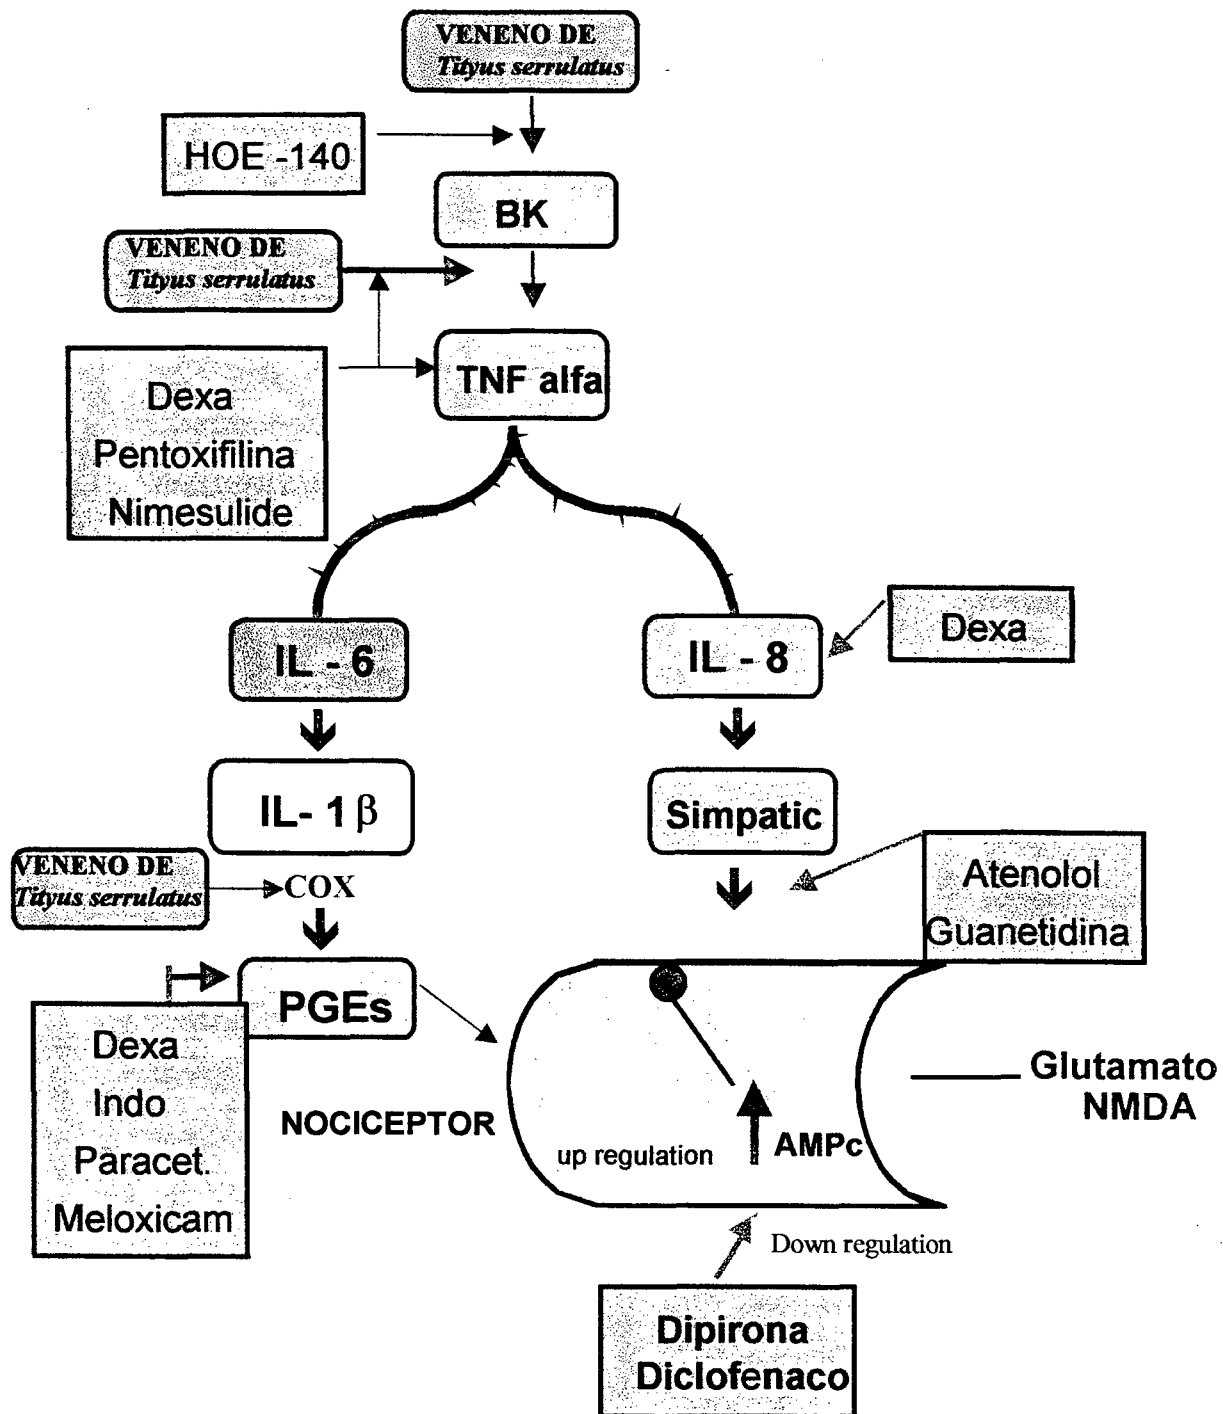 VENENO DE
Tityus serrulatus
HOE -140
BK
VENENO DE
Tityus serrulatus
TNF alfa
Dexa
Pentoxifilina
Nimesulide
IL - 6
IL - 8
Dexa
IL- 1 β
Simpatic
VENENO DE
Tityus serrulatus
COX
Atenolol
Guanetidina
PGEs
Dexa
Indo
Paracet.
Meloxicam
NOCICEPTOR
up regulation
AMPc
Glutamato
NMDA
Down regulation
Dipirona
Diclofenaco